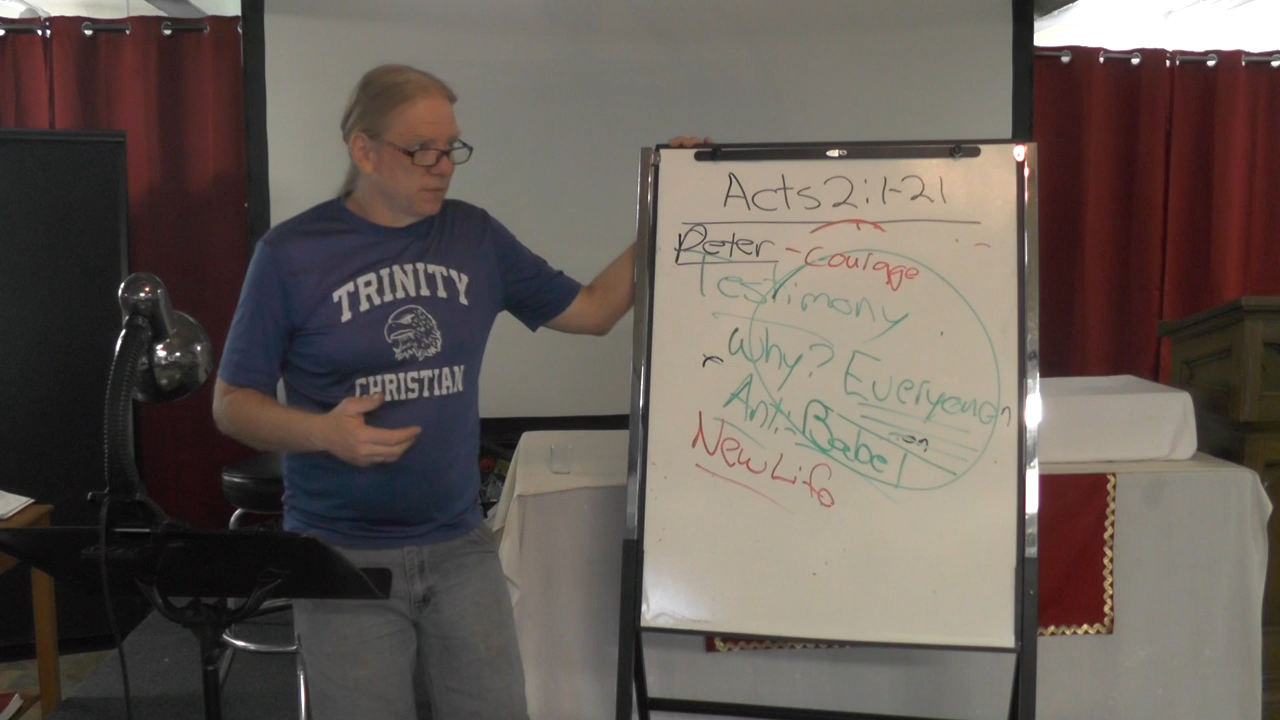 TRINITY
CHRISTIAN
Acts 2:1-21
Peter - Courage
Testimony
Why? Everyone
Anti-Babel
New Life